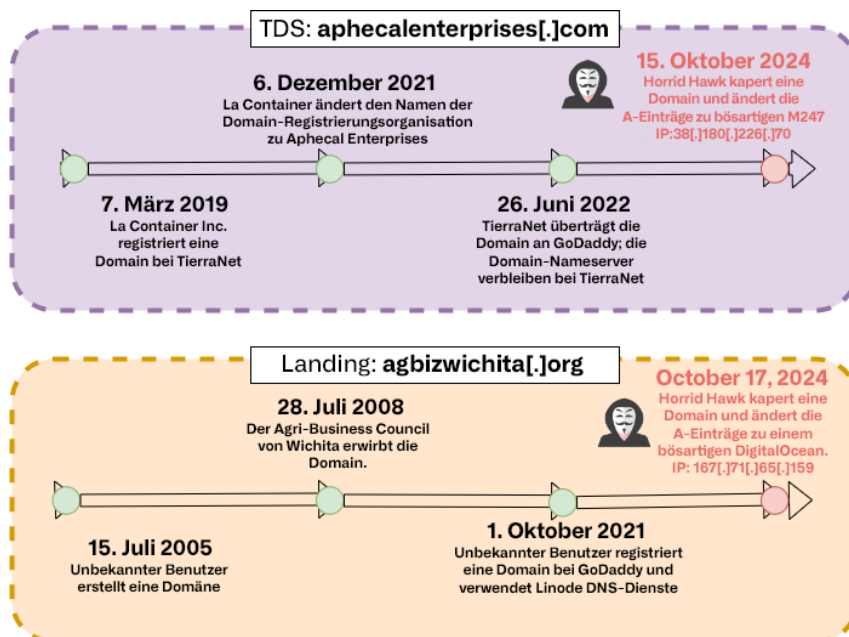 TDS: aphecalenterprises[.]com
15. Oktober 2024
Horrid Hawk kapert eine
Domain und ändert die
A-Einträge zu bösartigen M247
IP:38[.]180[.]226[.]70
6. Dezember 2021
La Container ändert den Namen der
Domain-Registrierungsorganisation
zu Aphecal Enterprises
7. März 2019
La Container Inc.
registriert eine
Domain bei TierraNet
26. Juni 2022
TierraNet überträgt die
Domain an GoDaddy; die
Domain-Nameserver
verbleiben bei TierraNet
Landing: agbizwichita[.]org
October 17, 2024
Horrid Hawk kapert eine
Domain und ändert die
A-Einträge zu einem
bösartigen DigitalOcean.
IP: 167[.]71[.]65[.]159
28. Juli 2008
Der Agri-Business Council
von Wichita erwirbt die
Domain.
15. Juli 2005
Unbekannter Benutzer
erstellt eine Domäne
1. Oktober 2021
Unbekannter Benutzer registriert
eine Domain bei GoDaddy und
verwendet Linode DNS-Dienste